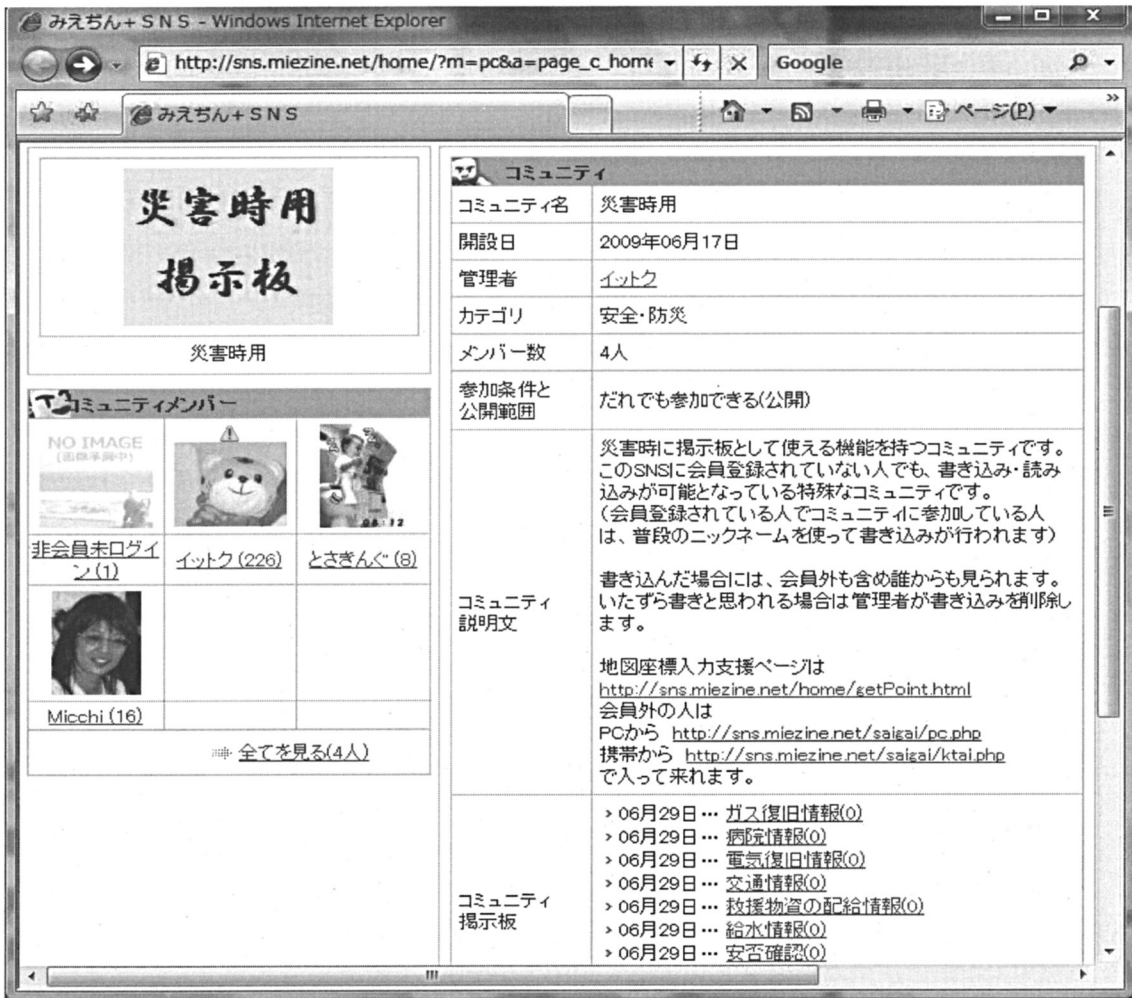 みえぢん+SNS - Windows Internet Explorer
http://sns.miezine.net/home/?m=pc&a=page_c_home
Google
みえぢん+SNS
ページ(P)
災害時用
掲示板
災害時用
コミュニティメンバー
NO IMAGE
(画像準備中)
非会員未ログイン(1)
イットク(226)
とさきんぐ(8)
Micchi(16)
全てを見る(4人)
コミュニティ
コミュニティ名 災害時用
開設日 2009年06月17日
管理者 イットク
カテゴリ 安全・防災
メンバー数 4人
参加条件と
公開範囲
だれでも参加できる(公開)
コミュニティ
説明文
災害時に掲示板として使える機能を持つコミュニティです。
このSNSに会員登録されていない人でも、書き込み・読み
込みが可能となっている特殊なコミュニティです。
(会員登録されている人でコミュニティに参加している人
は、普段のニックネームを使って書き込みが行われます)
書き込んだ場合には、会員外も含め誰からも見られます。
いたずら書きと思われる場合は管理者が書き込みを削除し
ます。
地図座標入力支援ページは
http://sns.miezine.net/home/getPoint.html
会員外の人は
PCから http://sns.miezine.net/saigai/pc.php
携帯から http://sns.miezine.net/saigai/ktai.php
で入って来れます。
コミュニティ
掲示板
> 06月29日… ガス復旧情報(0)
> 06月29日… 病院情報(0)
> 06月29日… 電気復旧情報(0)
> 06月29日… 交通情報(0)
> 06月29日… 救援物資の配給情報(0)
> 06月29日… 給水情報(0)
> 06月29日… 安否確認(0)